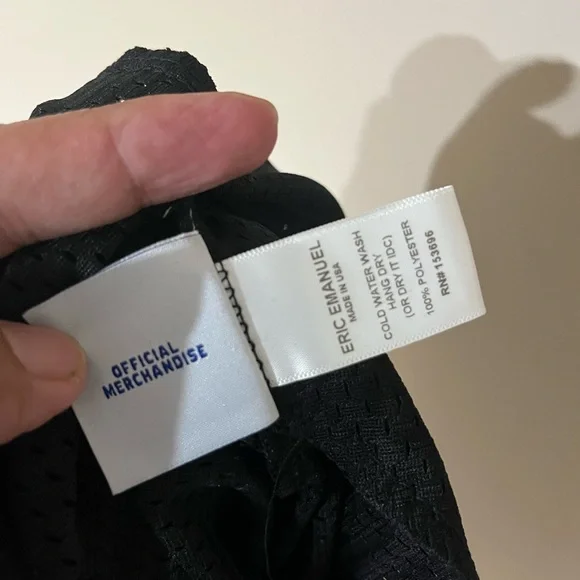 OFFICIAL
MERCHANDISE
ERIC EMANUEL
MADE IN USA
COLD WATER WASH
HANG DRY
(OR DRY IT IDC)
100% POLYESTER
RN#153696